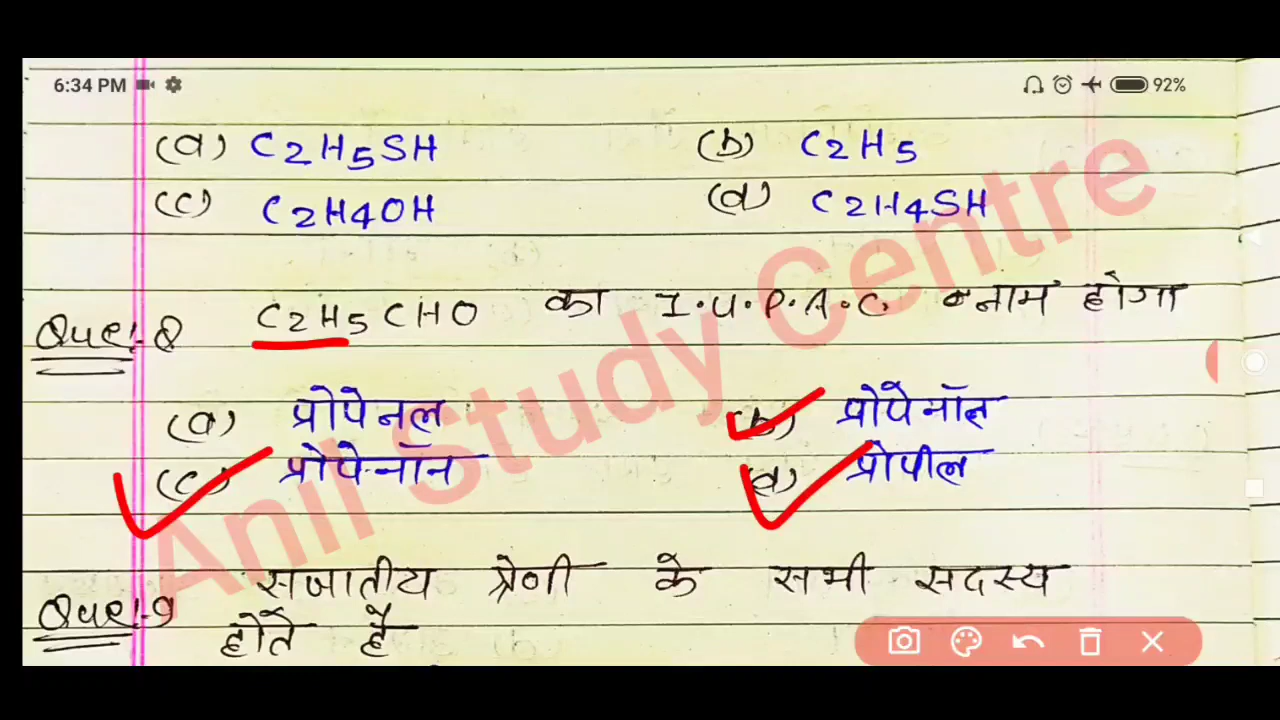 6:34 PM 92%
(a) C2H5SH (b) C2H5
(c) C2H4OH (d) C2H4SH
Que!-8 C2H5CHO का I.U.P.A.C. नाम होगा
(a) प्रोपेनल (b) प्रोपेनॉल
(c) प्रोपेनॉन (d) प्रोपील
Anil Study Centre
Que!-9 सजातीय श्रेणी के सभी सदस्य
होते है